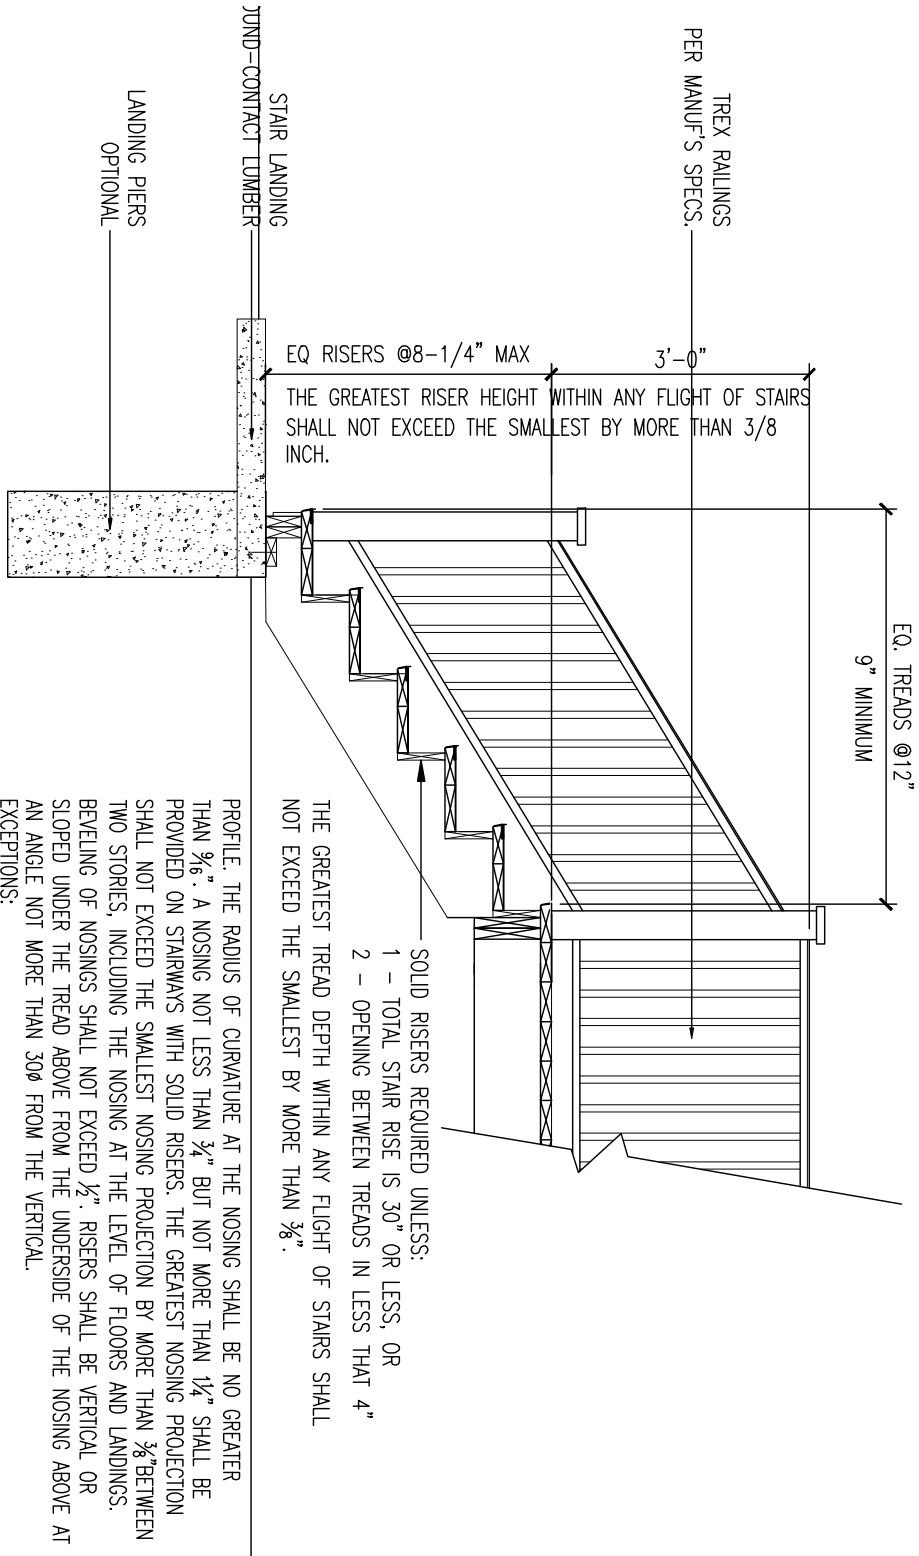 TREX RAILINGS
PER MANUF'S SPECS.
STAIR LANDING
UND-CONTACT LUMBER
LANDING PIERS
OPTIONAL
EQ RISERS @8-1/4" MAX
3'-0"
THE GREATEST RISER HEIGHT WITHIN ANY FLIGHT OF STAIRS
SHALL NOT EXCEED THE SMALLEST BY MORE THAN 3/8
INCH.
EQ. TREADS @12"
9" MINIMUM
SOLID RISERS REQUIRED UNLESS:
1 - TOTAL STAIR RISE IS 30" OR LESS, OR
2 - OPENING BETWEEN TREADS IN LESS THAT 4"
THE GREATEST TREAD DEPTH WITHIN ANY FLIGHT OF STAIRS SHALL
NOT EXCEED THE SMALLEST BY MORE THAN 3/8".
PROFILE. THE RADIUS OF CURVATURE AT THE NOSING SHALL BE NO GREATER
THAN 9/16". A NOSING NOT LESS THAN 3/4" BUT NOT MORE THAN 1 1/4" SHALL BE
PROVIDED ON STAIRWAYS WITH SOLID RISERS. THE GREATEST NOSING PROJECTION
SHALL NOT EXCEED THE SMALLEST NOSING PROJECTION BY MORE THAN 3/8"BETWEEN
TWO STORIES, INCLUDING THE NOSING AT THE LEVEL OF FLOORS AND LANDINGS.
BEVELING OF NOSINGS SHALL NOT EXCEED 1/2". RISERS SHALL BE VERTICAL OR
SLOPED UNDER THE TREAD ABOVE FROM THE UNDERSIDE OF THE NOSING ABOVE AT
AN ANGLE NOT MORE THAN 30ø FROM THE VERTICAL.
EXCEPTIONS: